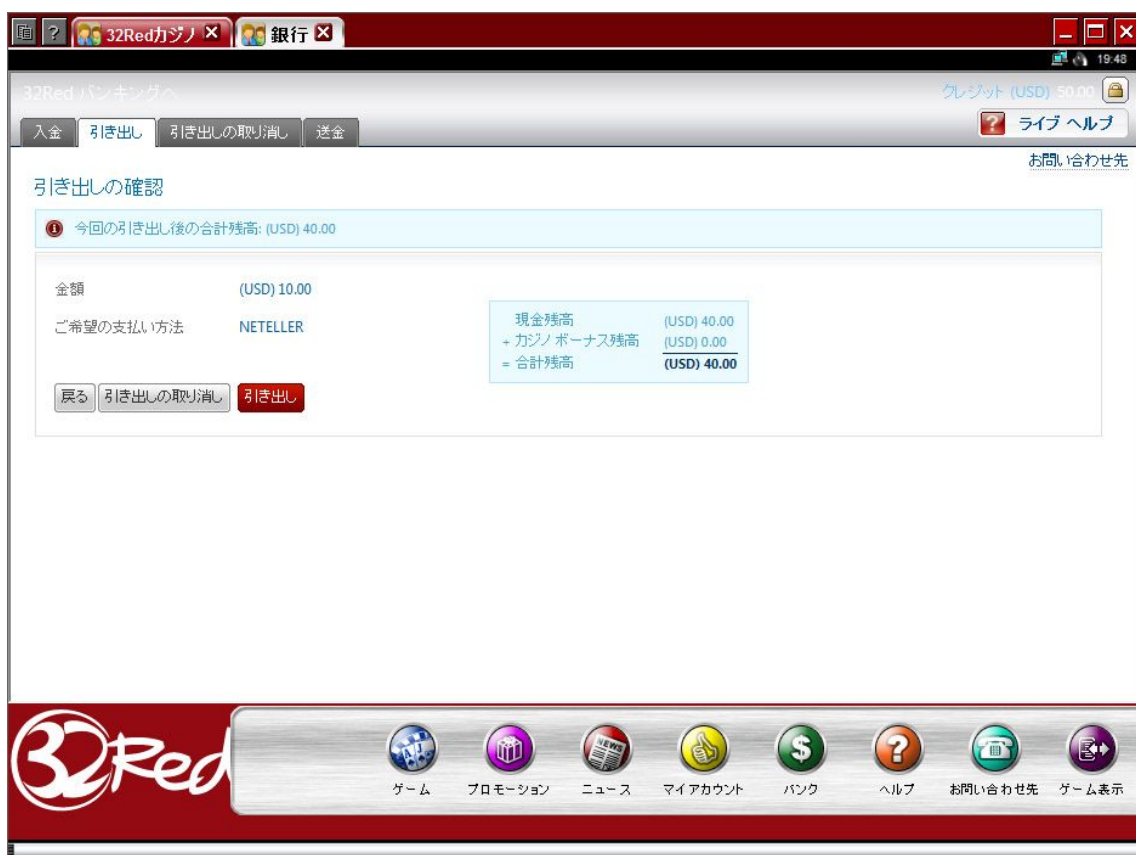 32Redカジノ 銀行
19:48
32Red バンキングへ クレジット (USD) 50.00
入金 引き出し 引き出しの取り消し 送金 ? ライブ ヘルプ
お問い合わせ先
引き出しの確認
今回の引き出し後の合計残高: (USD) 40.00
金額 (USD) 10.00
ご希望の支払い方法 NETELLER
現金残高 (USD) 40.00
+ カジノ ボーナス残高 (USD) 0.00
= 合計残高 (USD) 40.00
戻る 引き出しの取り消し 引き出し
32Red
NEWS $ ?
ゲーム プロモーション ニュース マイアカウント バンク ヘルプ お問い合わせ先 ゲーム表示